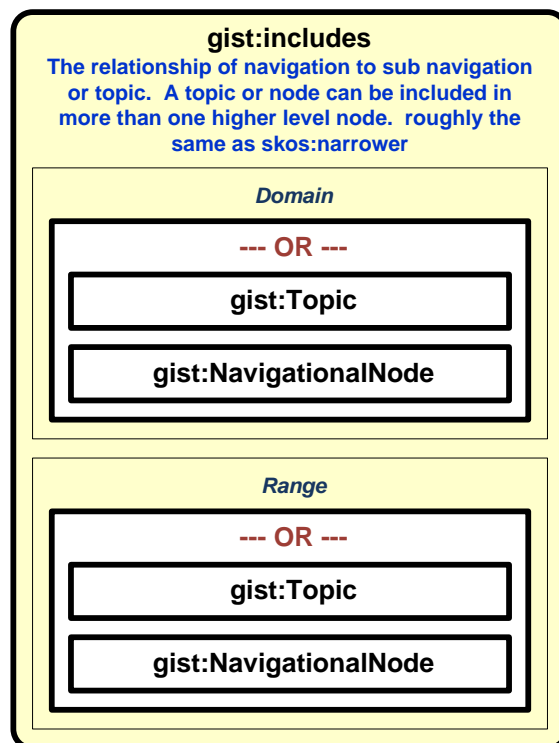 gist:includes
The relationship of navigation to sub navigation
or topic.  A topic or node can be included in
more than one higher level node.  roughly the
same as skos:narrower
Domain
--- OR ---
gist:Topic
gist:NavigationalNode
Range
--- OR ---
gist:Topic
gist:NavigationalNode